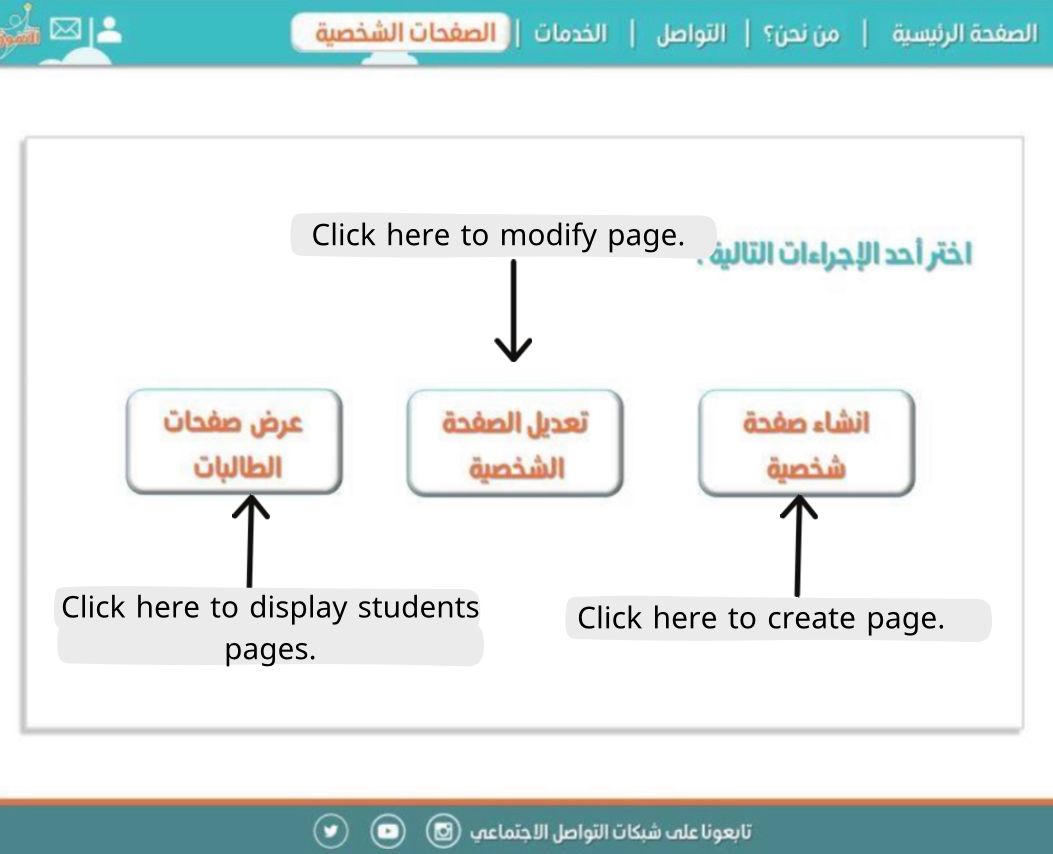 الصفحة الرئيسية | من نحن؟ | التواصل | الخدمات | الصفحات الشخصية
Click here to modify page.
اختر أحد الإجراءات التالية :
انشاء صفحة
شخصية
تعديل الصفحة
الشخصية
عرض صفحات
الطالبات
Click here to display students
pages.
Click here to create page.
تابعونا على شبكات التواصل الاجتماعي